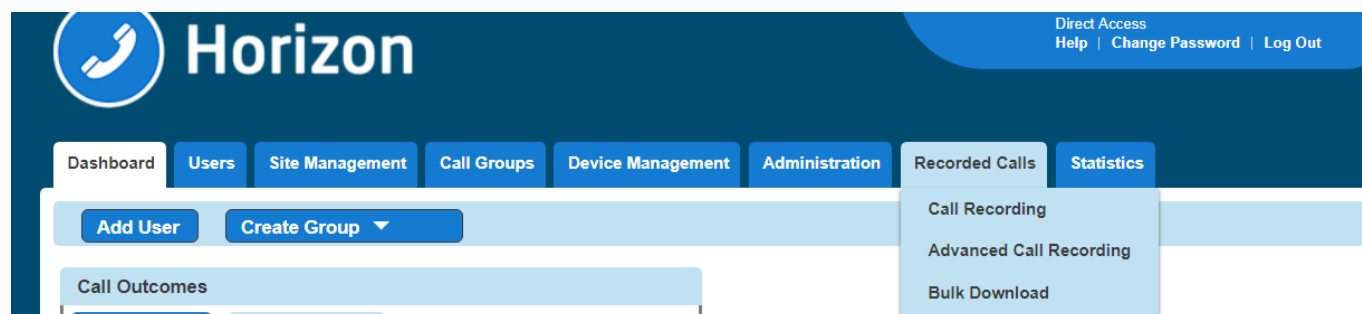 Horizon
Direct Access
Help | Change Password | Log Out
Dashboard Users Site Management Call Groups Device Management Administration Recorded Calls Statistics
Call Recording
Advanced Call Recording
Bulk Download
Add User Create Group
Call Outcomes